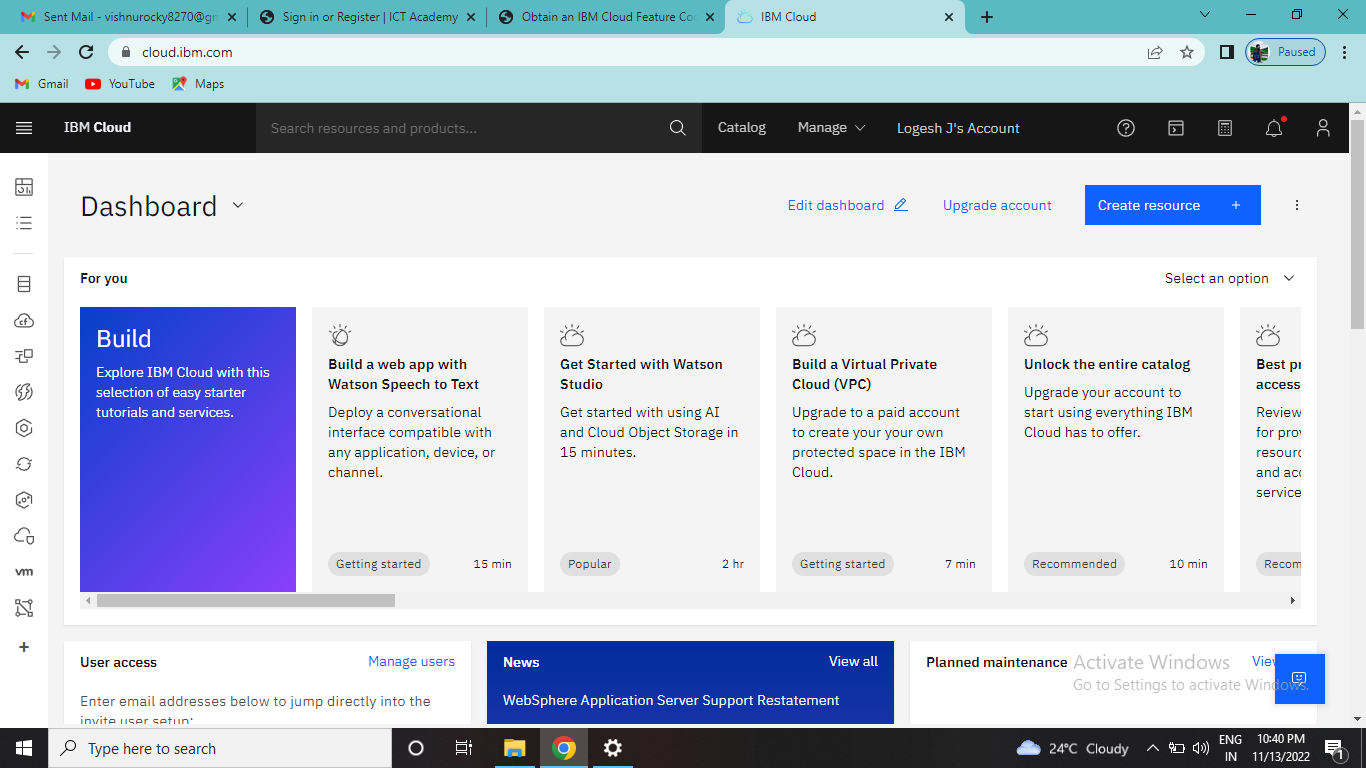 Sent Mail - vishnurocky8270@gm
Sign in or Register | ICT Academy
Obtain an IBM Cloud Feature Co
IBM Cloud
cloud.ibm.com
Paused
Gmail
YouTube
Maps
IBM Cloud
Search resources and products...
Catalog
Manage
Logesh J's Account
Dashboard
Edit dashboard
Upgrade account
Create resource +
For you
Select an option
Build
Explore IBM Cloud with this
selection of easy starter
tutorials and services.
Build a web app with
Watson Speech to Text
Deploy a conversational
interface compatible with
any application, device, or
channel.
Getting started
15 min
Get Started with Watson
Studio
Get started with using AI
and Cloud Object Storage in
15 minutes.
Popular
2 hr
Build a Virtual Private
Cloud (VPC)
Upgrade to a paid account
to create your your own
protected space in the IBM
Cloud.
Getting started
7 min
Unlock the entire catalog
Upgrade your account to
start using everything IBM
Cloud has to offer.
Recommended
10 min
Best pr
access
Review
for prov
resourc
and acc
service
Recom
vm
User access
Manage users
Enter email addresses below to jump directly into the
invite user setup:
News
View all
WebSphere Application Server Support Restatement
Planned maintenance
View
Activate Windows
Go to Settings to activate Windows.
Type here to search
24°C Cloudy
ENG
IN
10:40 PM
11/13/2022
1